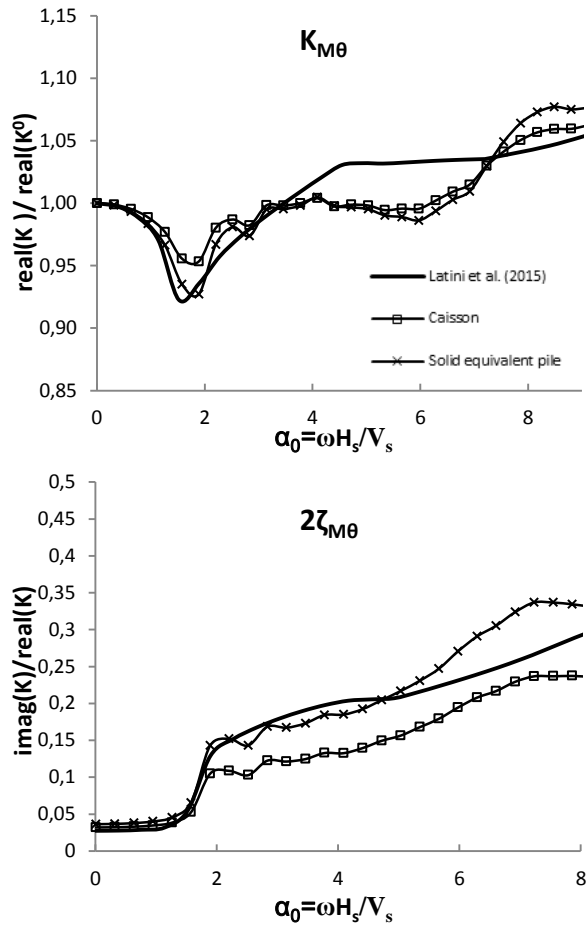 K_Mθ
real(K ) / real(K⁰)
1,15
1,10
1,05
1,00
0,95
0,90
0,85
Latini et al. (2015)
Caisson
Solid equivalent pile
0 2 4 6 8
α₀=ωHₛ/Vₛ
2ζ_Mθ
imag(K)/real(K)
0,5
0,45
0,4
0,35
0,3
0,25
0,2
0,15
0,1
0,05
0
0 2 4 6 8
α₀=ωHₛ/Vₛ